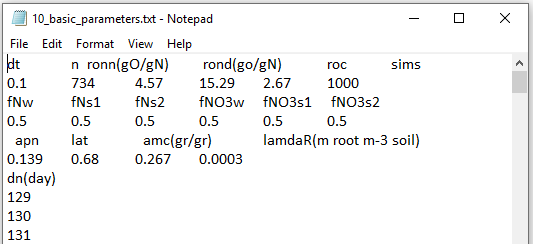 10_basic_parameters.txt - Notepad
File Edit Format View Help
dt n ronn(gO/gN) rond(go/gN) roc sims
0.1 734 4.57 15.29 2.67 1000
fNw fNs1 fNs2 fNO3w fNO3s1 fNO3s2
0.5 0.5 0.5 0.5 0.5 0.5
apn lat amc(gr/gr) lamdaR(m root m-3 soil)
0.139 0.68 0.267 0.0003
dn(day)
129
130
131